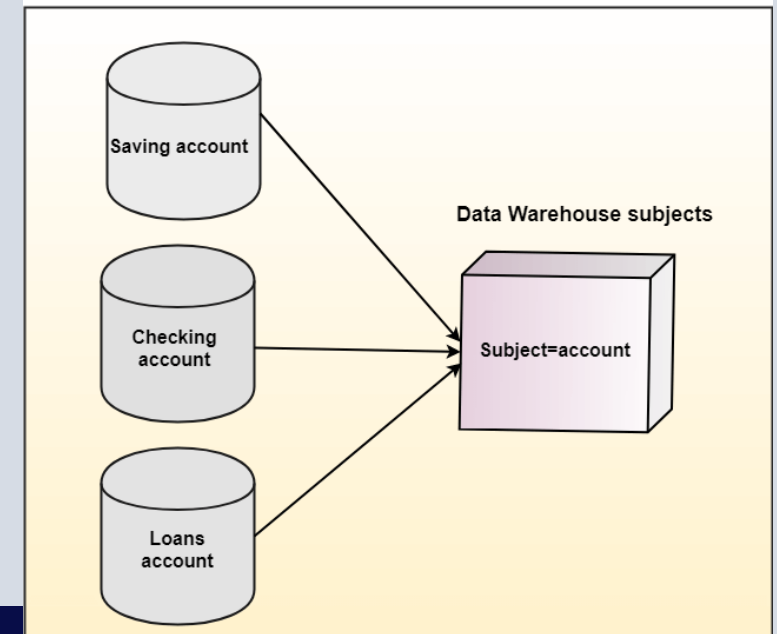 Saving account
Data Warehouse subjects
Checking
account
Subject=account
Loans
account